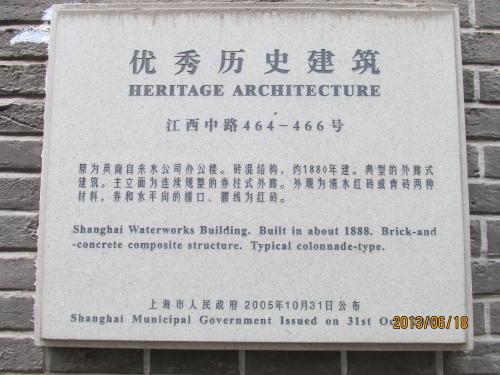 优秀历史建筑
HERITAGE ARCHITECTURE
江西中路464-466号
原为英商自来水公司办公楼。砖混结构，约1880年建。典型的外廊式
建筑。主立面为连续规整的券柱式外廊。外观为清水红砖或青砖两种
材料，券和水平向的檐口、腰线为红砖。
Shanghai Waterworks Building. Built in about 1888. Brick-and
-concrete composite structure. Typical colonnade-type.
上海市人民政府 2005年10月31日公布
Shanghai Municipal Government Issued on 31st
2013/06/18